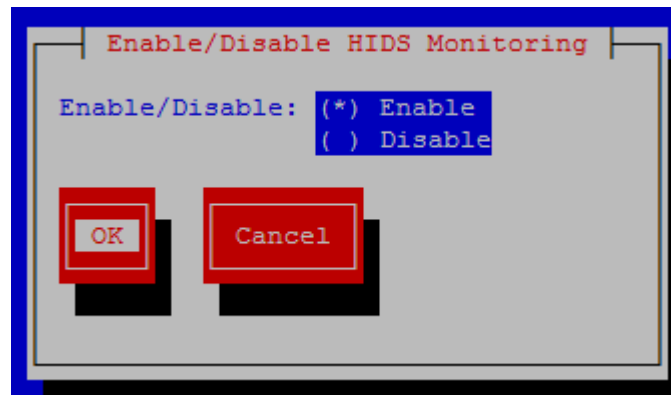 Enable/Disable HIDS Monitoring
Enable/Disable: (*) Enable
( ) Disable
OK Cancel